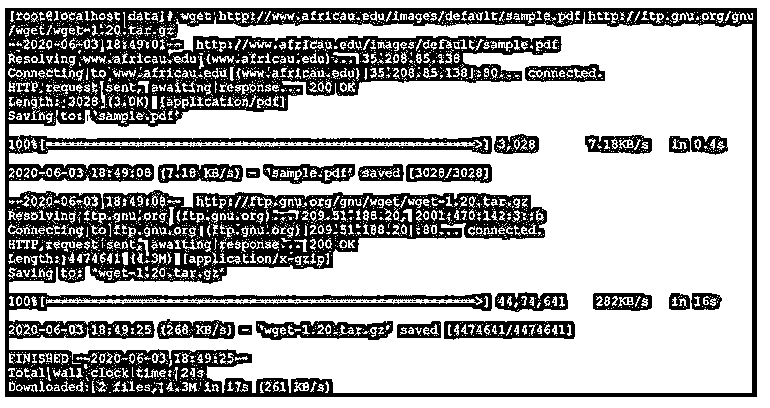 [root@localhost data]# wget http://www.africau.edu/images/default/sample.pdf http://ftp.gnu.org/gnu
/wget/wget-1.20.tar.gz
--2020-06-03 18:49:01-- http://www.africau.edu/images/default/sample.pdf
Resolving www.africau.edu (www.africau.edu)... 35.208.85.138
Connecting to www.africau.edu (www.africau.edu)|35.208.85.138|:80... connected.
HTTP request sent, awaiting response... 200 OK
Length: 3028 (3.0K) [application/pdf]
Saving to: ‘sample.pdf’
100%[=================================================>] 3,028 7.18KB/s in 0.4s
2020-06-03 18:49:08 (7.18 KB/s) - ‘sample.pdf’ saved [3028/3028]
--2020-06-03 18:49:08-- http://ftp.gnu.org/gnu/wget/wget-1.20.tar.gz
Resolving ftp.gnu.org (ftp.gnu.org)... 209.51.188.20, 2001:470:142:3::b
Connecting to ftp.gnu.org (ftp.gnu.org)|209.51.188.20|:80... connected.
HTTP request sent, awaiting response... 200 OK
Length: 4474641 (4.3M) [application/x-gzip]
Saving to: ‘wget-1.20.tar.gz’
100%[=================================================>] 44,74,641 282KB/s in 16s
2020-06-03 18:49:25 (268 KB/s) - ‘wget-1.20.tar.gz’ saved [4474641/4474641]
FINISHED --2020-06-03 18:49:25--
Total wall clock time: 24s
Downloaded: 2 files, 4.3M in 17s (261 KB/s)